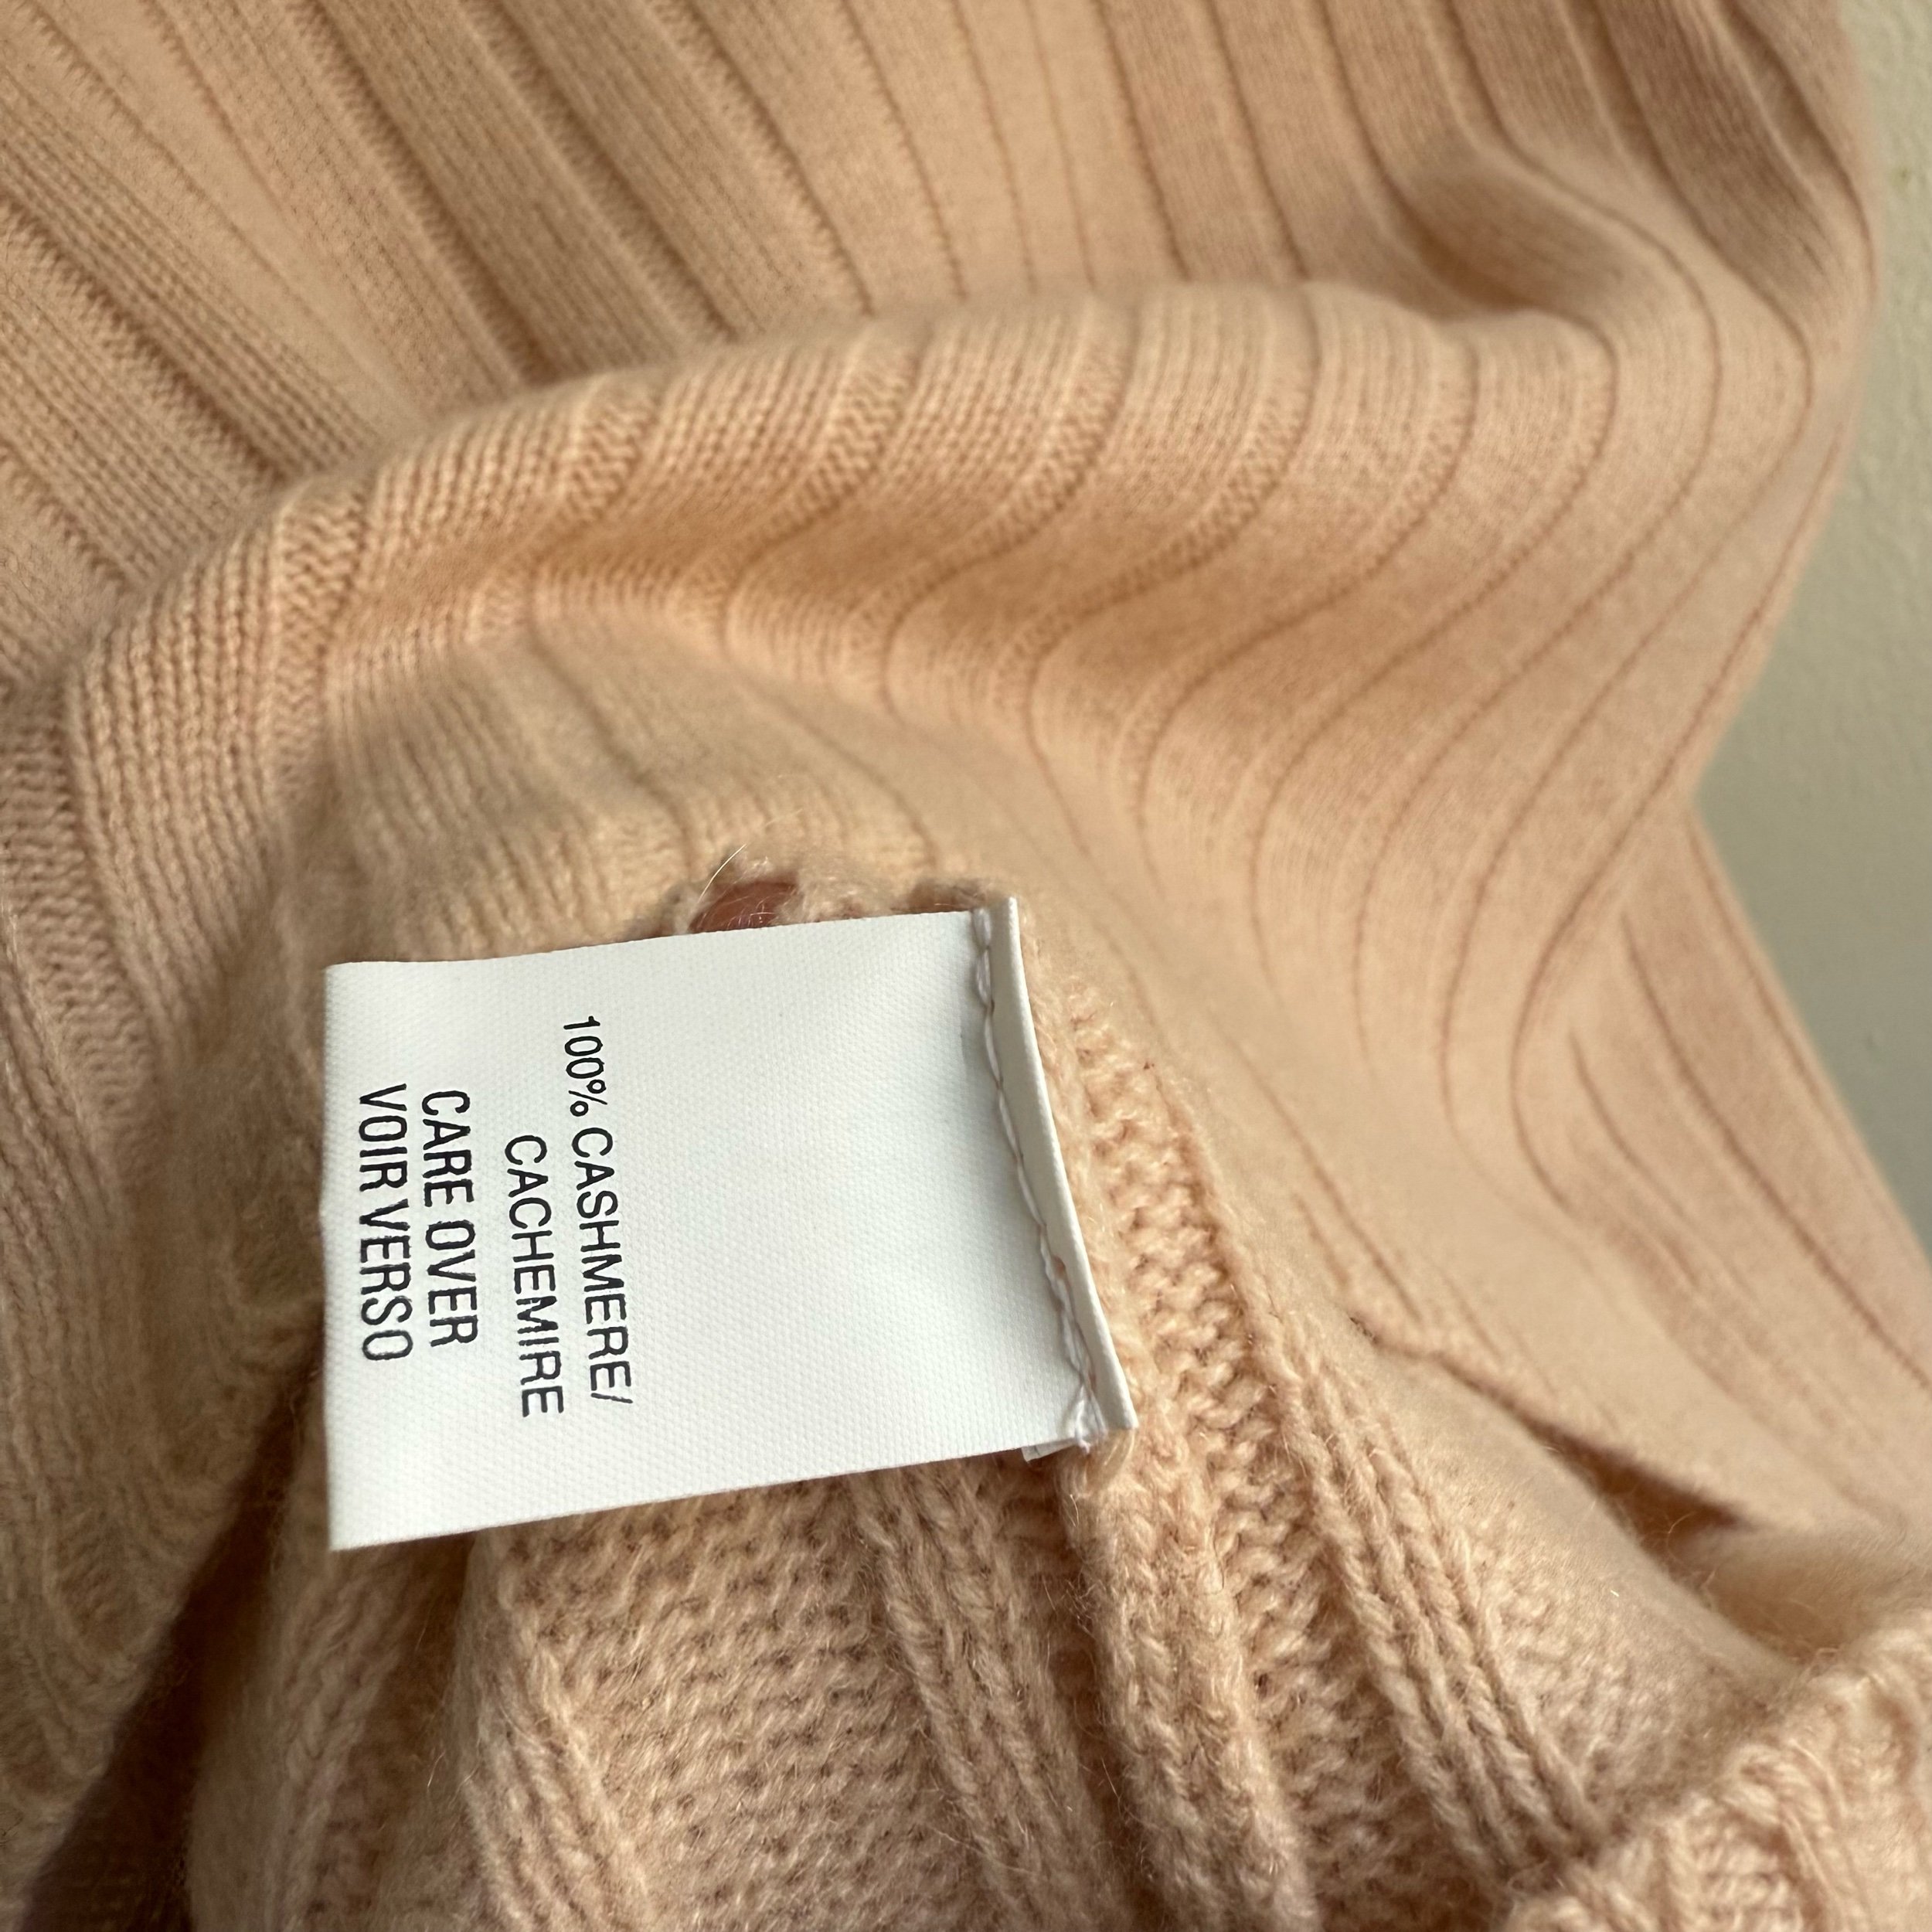 100% CASHMERE/
CACHEMIRE
CARE OVER
VOIR VERSO